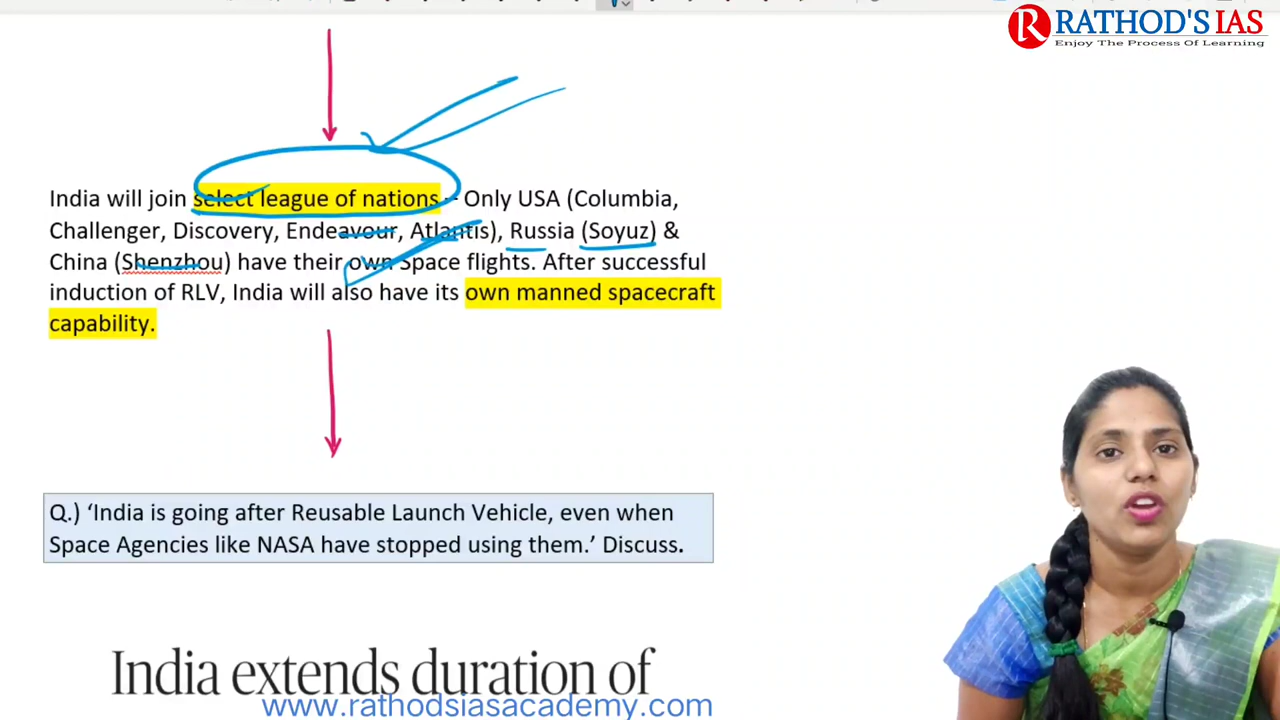 RATHOD'S IAS
Enjoy The Process Of Learning
India will join select league of nations – Only USA (Columbia,
Challenger, Discovery, Endeavour, Atlantis), Russia (Soyuz) &
China (Shenzhou) have their own Space flights. After successful
induction of RLV, India will also have its own manned spacecraft
capability.
Q.) ‘India is going after Reusable Launch Vehicle, even when
Space Agencies like NASA have stopped using them.’ Discuss.
India extends duration of
www.rathodsiasacademy.com